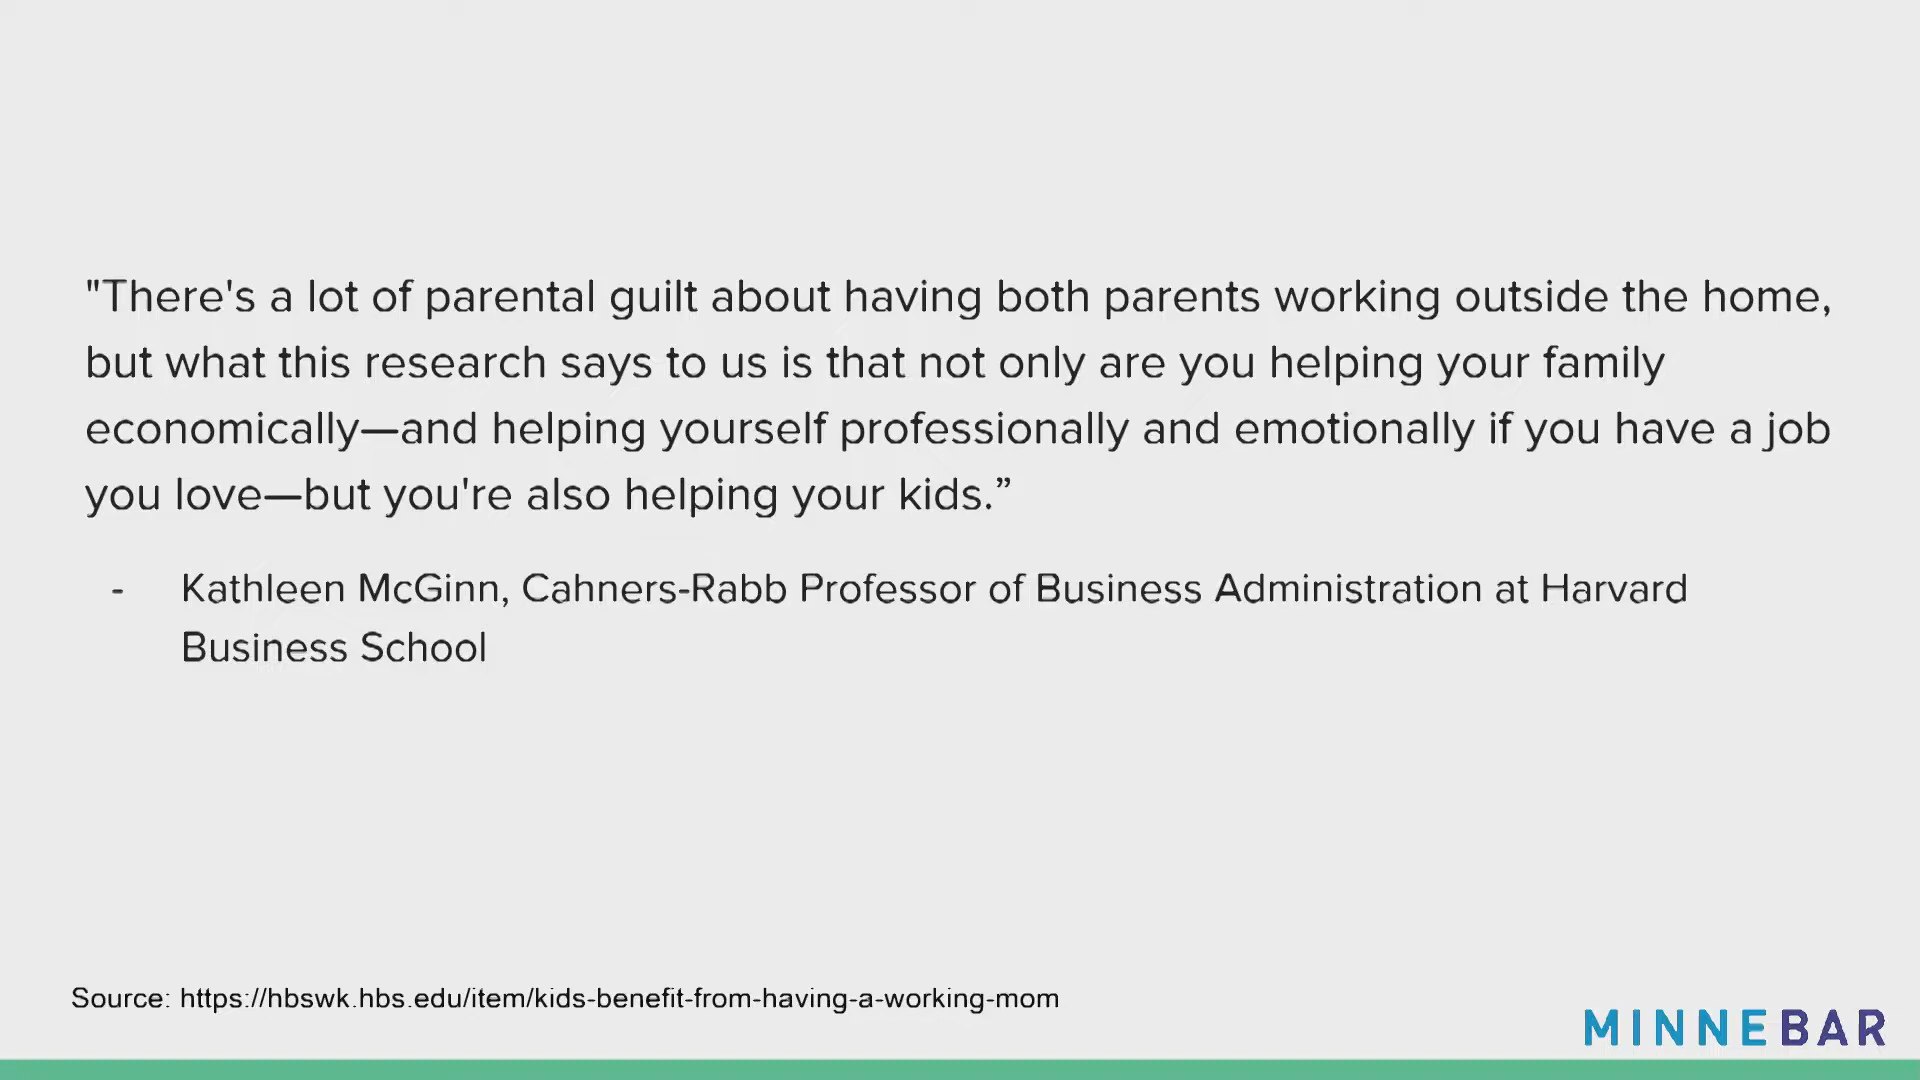 "There's a lot of parental guilt about having both parents working outside the home,
but what this research says to us is that not only are you helping your family
economically—and helping yourself professionally and emotionally if you have a job
you love—but you're also helping your kids.”
- Kathleen McGinn, Cahners-Rabb Professor of Business Administration at Harvard
Business School
Source: https://hbswk.hbs.edu/item/kids-benefit-from-having-a-working-mom
MINNEBAR